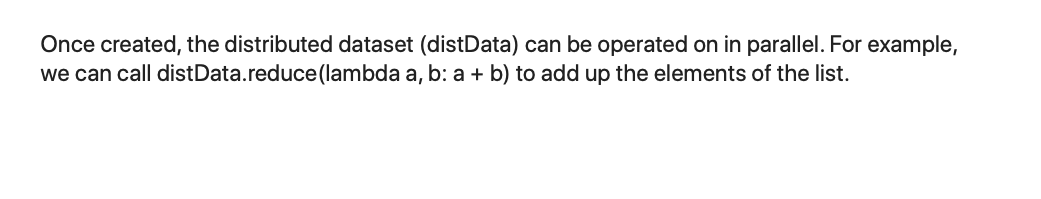 Once created, the distributed dataset (distData) can be operated on in parallel. For example,
we can call distData.reduce(lambda a, b: a + b) to add up the elements of the list.